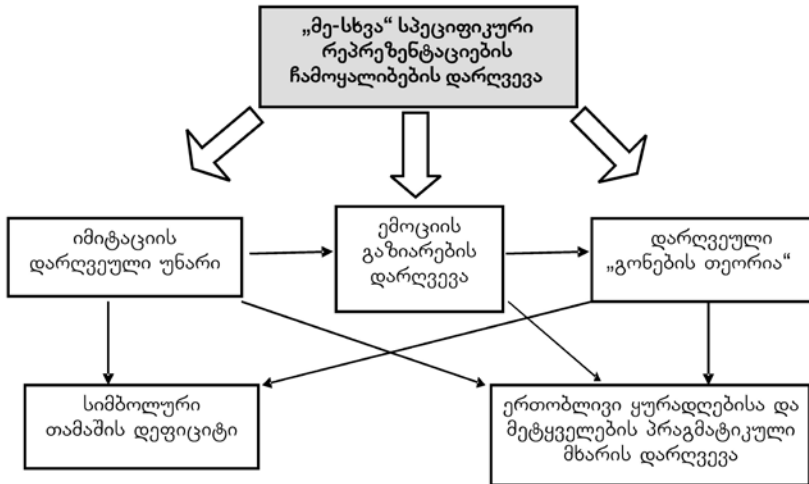 „მე-სხვა“ სპეციფიკური
რეპრეზენტაციების
ჩამოყალიბების დარღვევა
იმიტაციის
დარღვეული უნარი
ემოციის
გაზიარების
დარღვევა
დარღვეული
„გონების თეორია“
სიმბოლური
თამაშის დეფიციტი
ერთობლივი ყურადღებისა და
მეტყველების პრაგმატიკული
მხარის დარღვევა